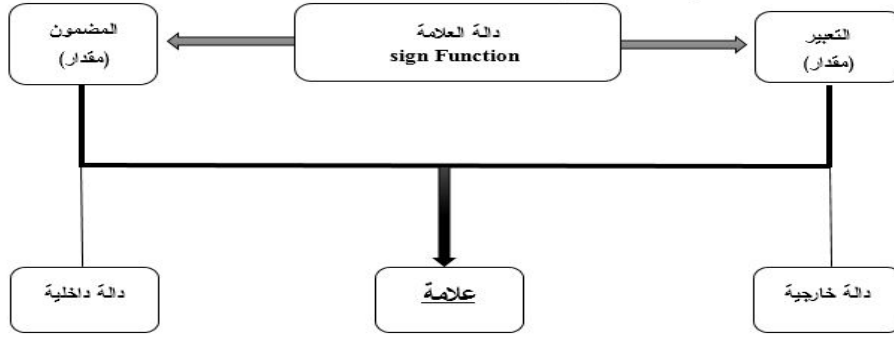 التعبير
(مقدار)
دالة العلامة
sign Function
المضمون
(مقدار)
دالة خارجية
علامة
دالة داخلية